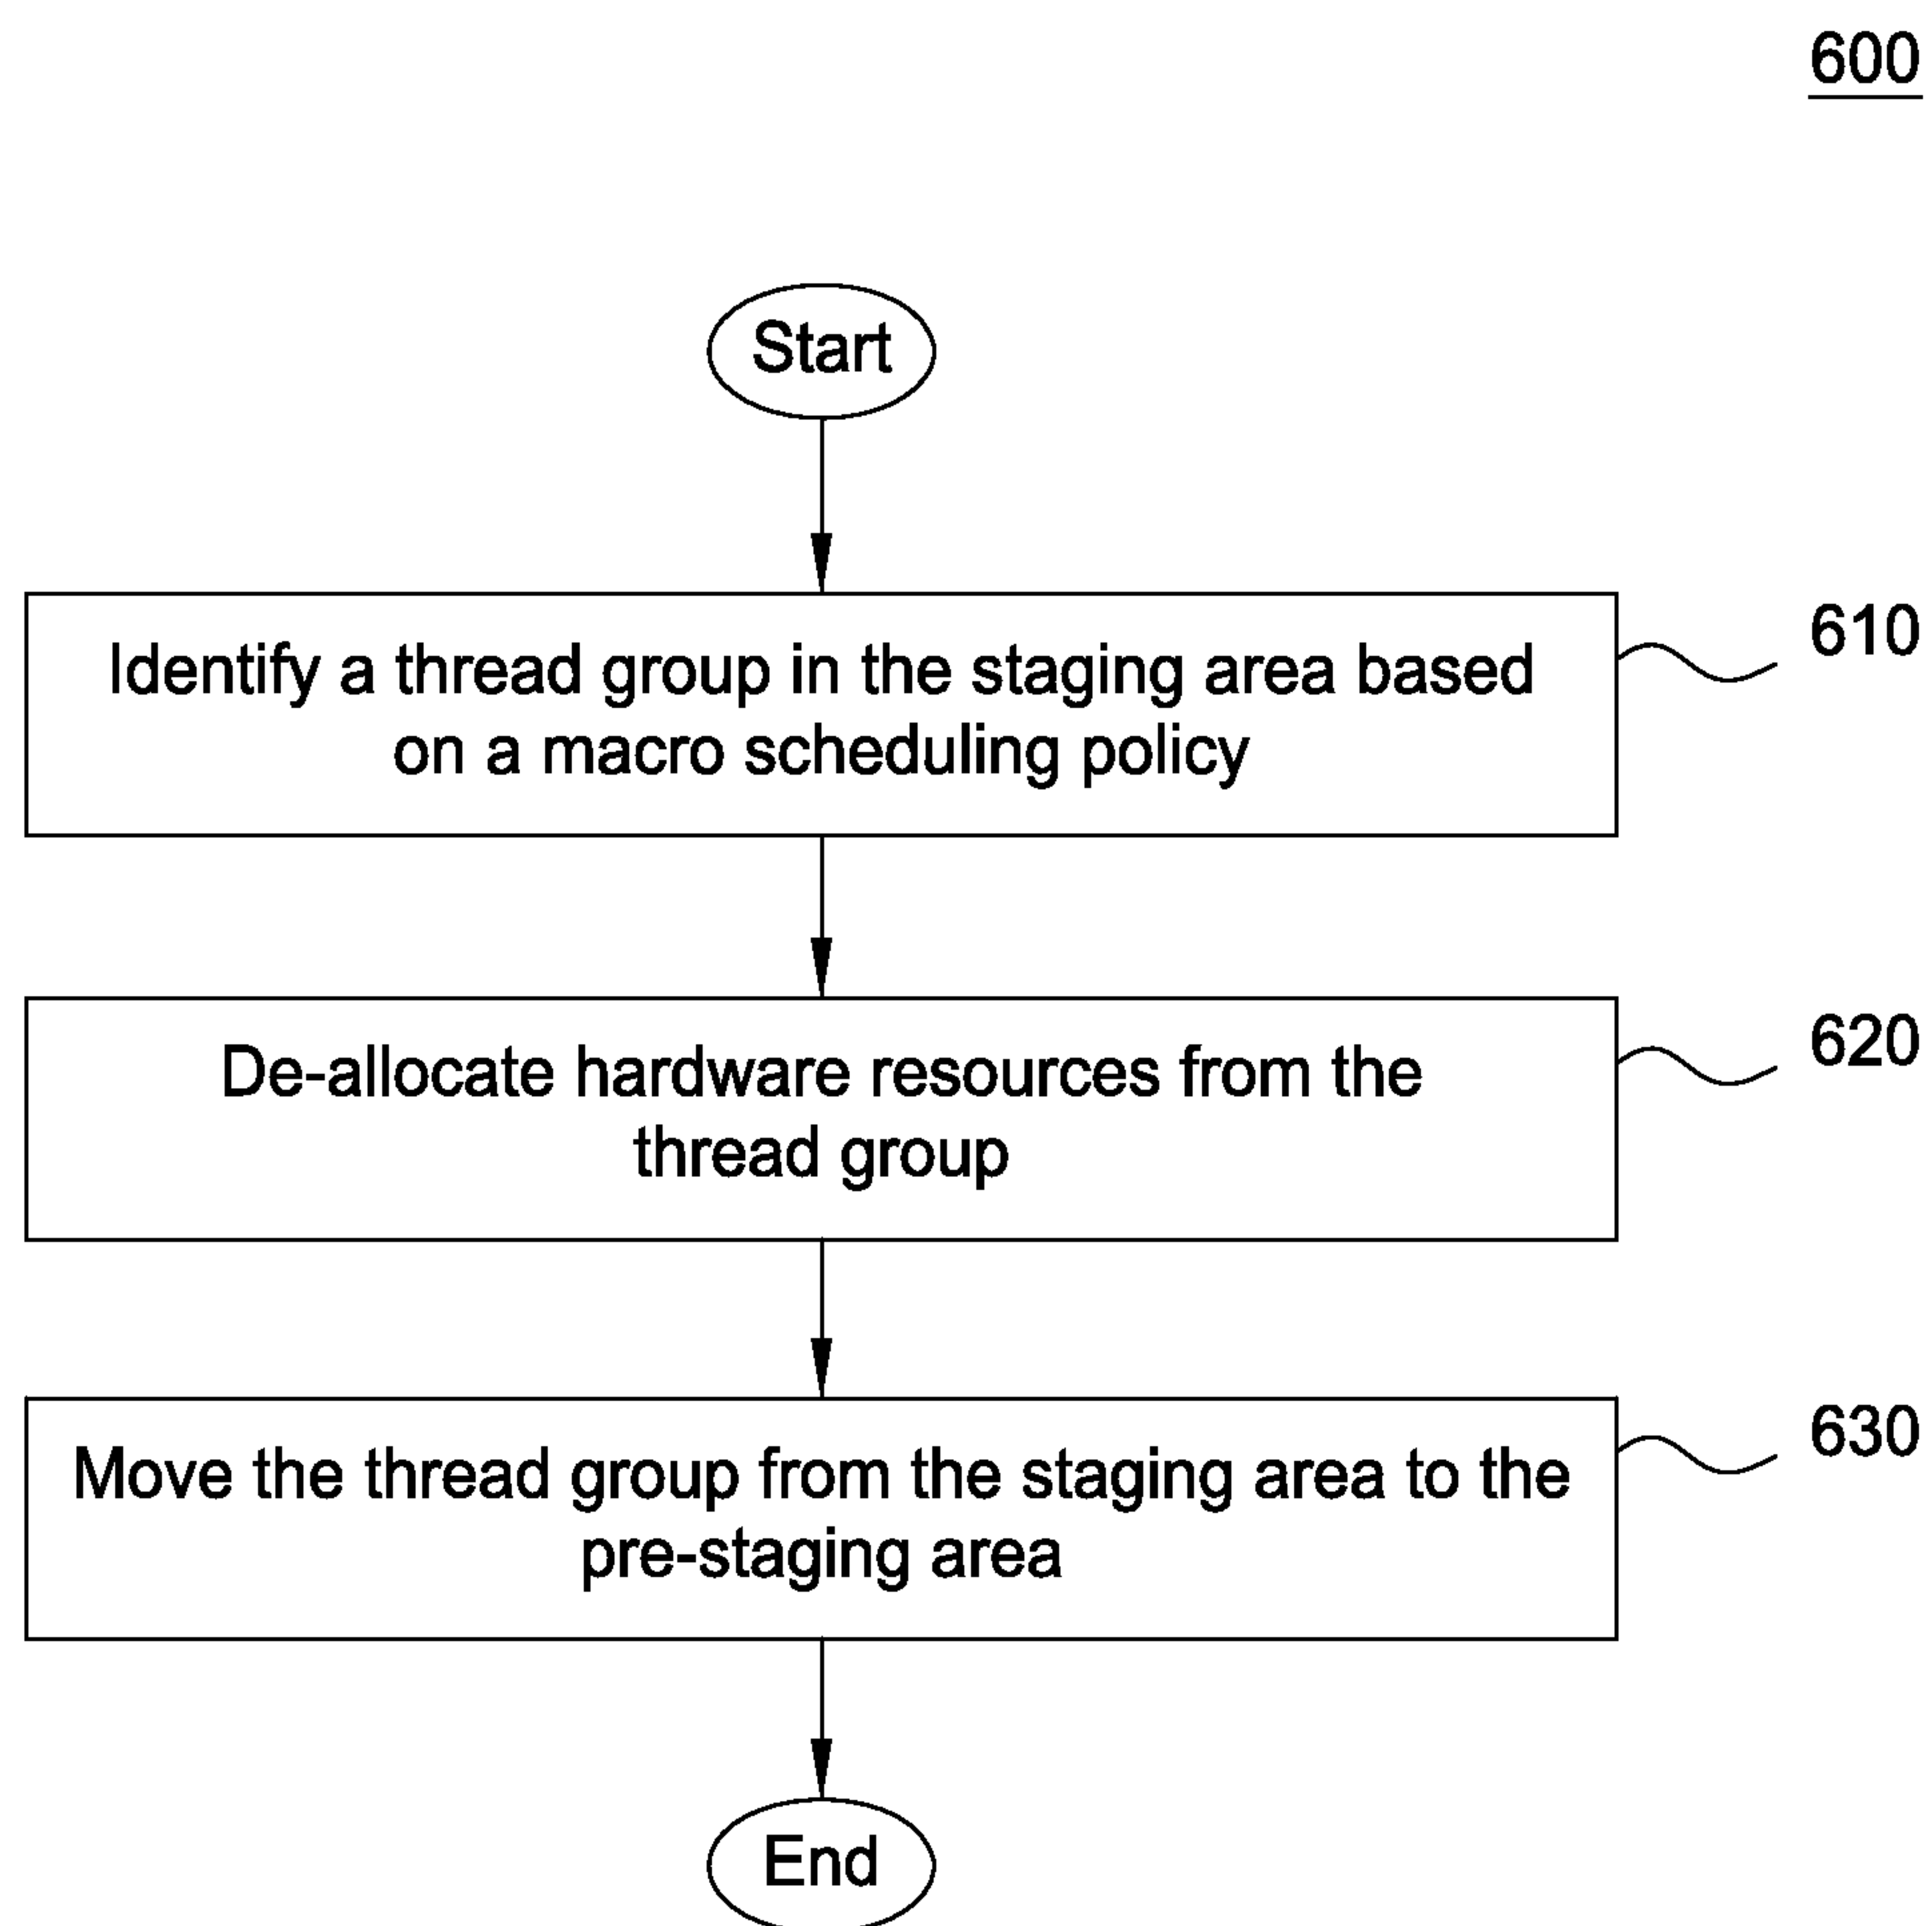 600
Start
Identify a thread group in the staging area based
on a macro scheduling policy
610
De-allocate hardware resources from the
thread group
620
Move the thread group from the staging area to the
pre-staging area
630
End